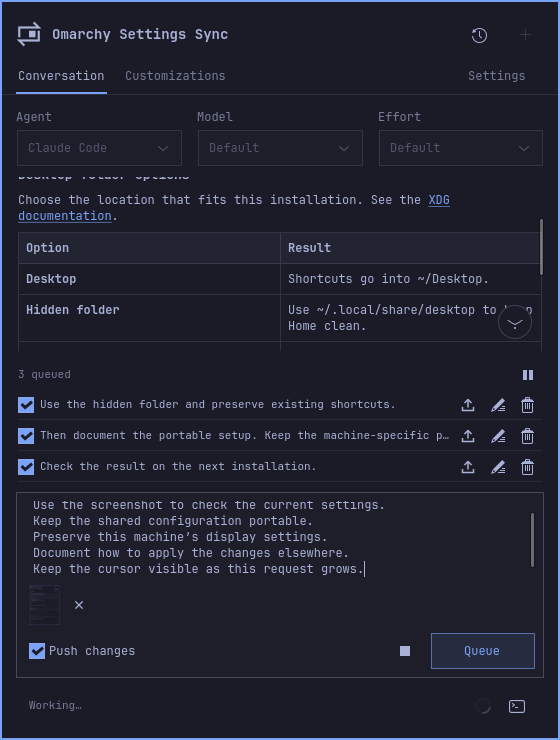 Omarchy Settings Sync
Conversation Customizations Settings
Agent Model Effort
Claude Code Default Default
Desktop folder options
Choose the location that fits this installation. See the XDG
documentation.
Option Result
Desktop Shortcuts go into ~/Desktop.
Hidden folder Use ~/.local/share/desktop to
Home clean.
3 queued
Use the hidden folder and preserve existing shortcuts.
Then document the portable setup. Keep the machine-specific p…
Check the result on the next installation.
Use the screenshot to check the current settings.
Keep the shared configuration portable.
Preserve this machine’s display settings.
Document how to apply the changes elsewhere.
Keep the cursor visible as this request grows.
Push changes Queue
Working…